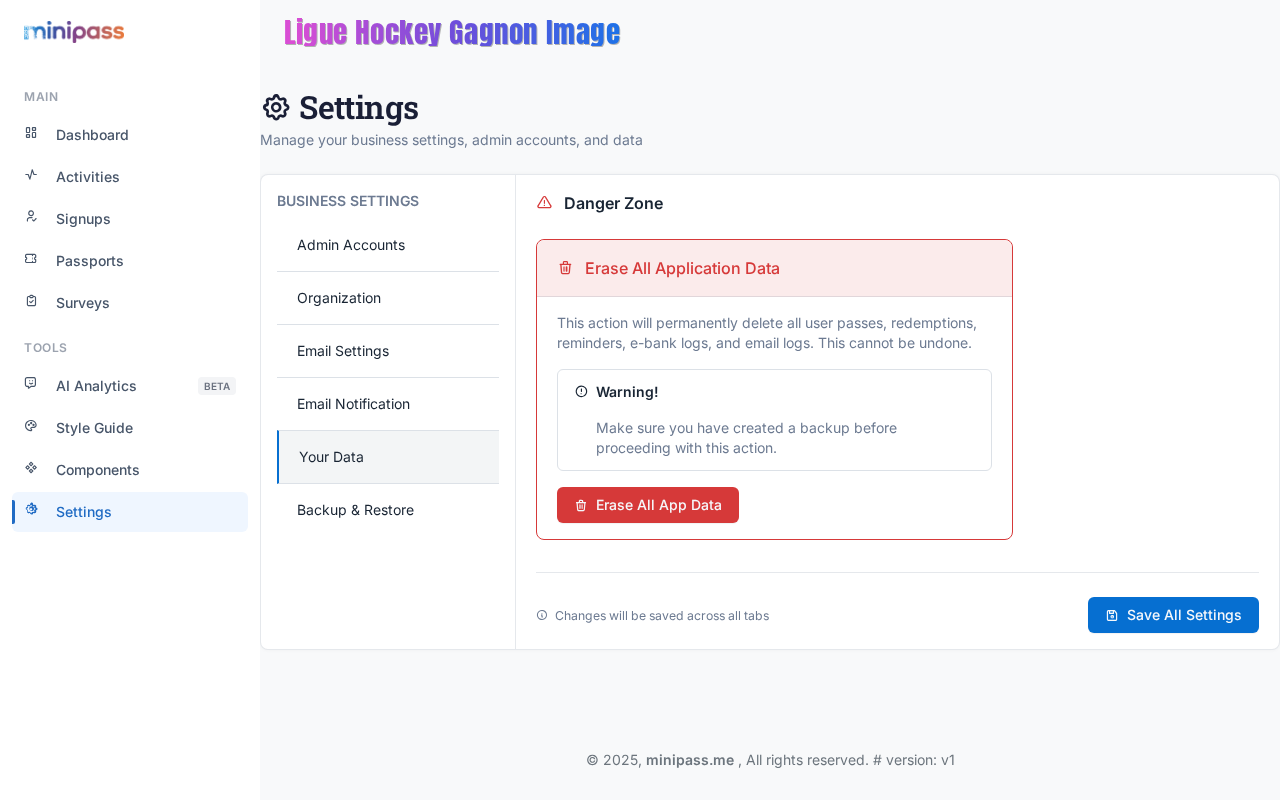 minipass
Ligue Hockey Gagnon Image
MAIN
Dashboard
Activities
Signups
Passports
Surveys
TOOLS
AI Analytics BETA
Style Guide
Components
Settings
Settings
Manage your business settings, admin accounts, and data
BUSINESS SETTINGS
Admin Accounts
Organization
Email Settings
Email Notification
Your Data
Backup & Restore
Danger Zone
Erase All Application Data
This action will permanently delete all user passes, redemptions,
reminders, e-bank logs, and email logs. This cannot be undone.
Warning!
Make sure you have created a backup before
proceeding with this action.
Erase All App Data
Changes will be saved across all tabs
Save All Settings
© 2025, minipass.me , All rights reserved. # version: v1